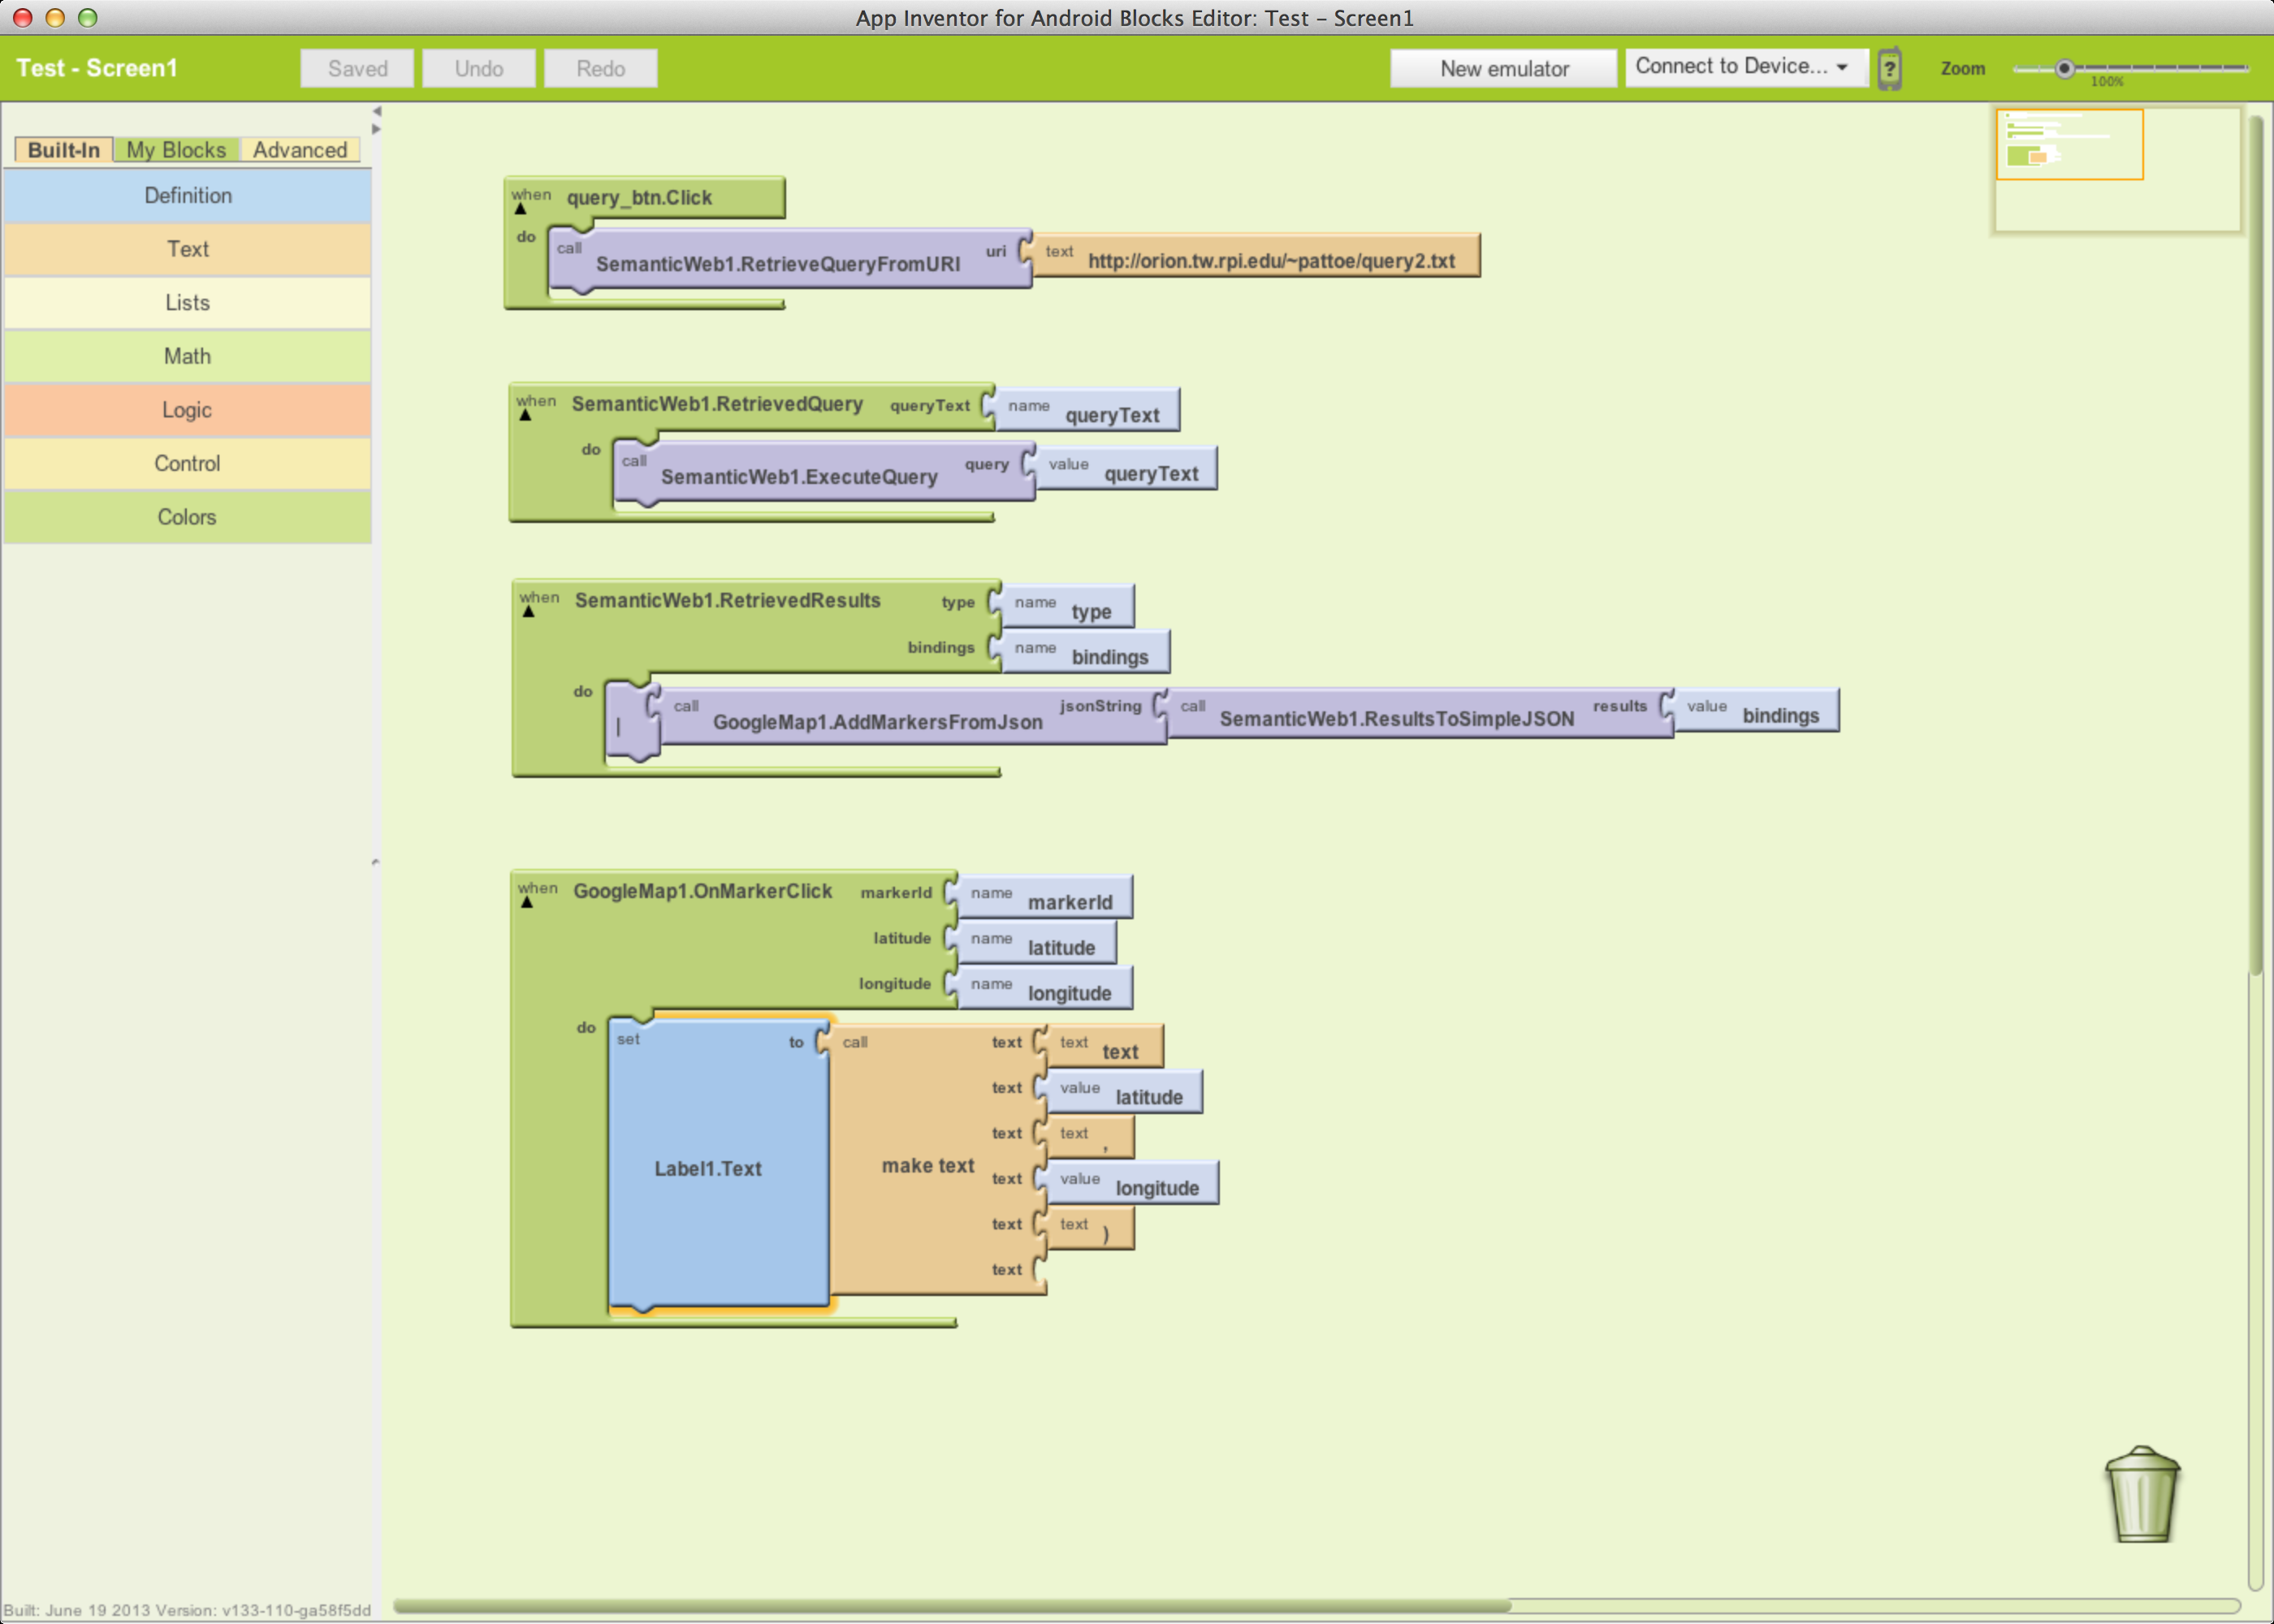 App Inventor for Android Blocks Editor: Test – Screen1
Test - Screen1 Saved Undo Redo New emulator Connect to Device... ? Zoom
100%
Built-In My Blocks Advanced
Definition
Text
Lists
Math
Logic
Control
Colors
when query_btn.Click
do call SemanticWeb1.RetrieveQueryFromURI uri text http://orion.tw.rpi.edu/~pattoe/query2.txt
when SemanticWeb1.RetrievedQuery queryText name queryText
do call SemanticWeb1.ExecuteQuery query value queryText
when SemanticWeb1.RetrievedResults type name type
bindings name bindings
do call GoogleMap1.AddMarkersFromJson jsonString call SemanticWeb1.ResultsToSimpleJSON results value bindings
when GoogleMap1.OnMarkerClick markerId name markerId
latitude name latitude
longitude name longitude
do set to call text text text
text value latitude
text text ,
Label1.Text make text
text value longitude
text text )
text
Built: June 19 2013 Version: v133-110-ga58f5dd